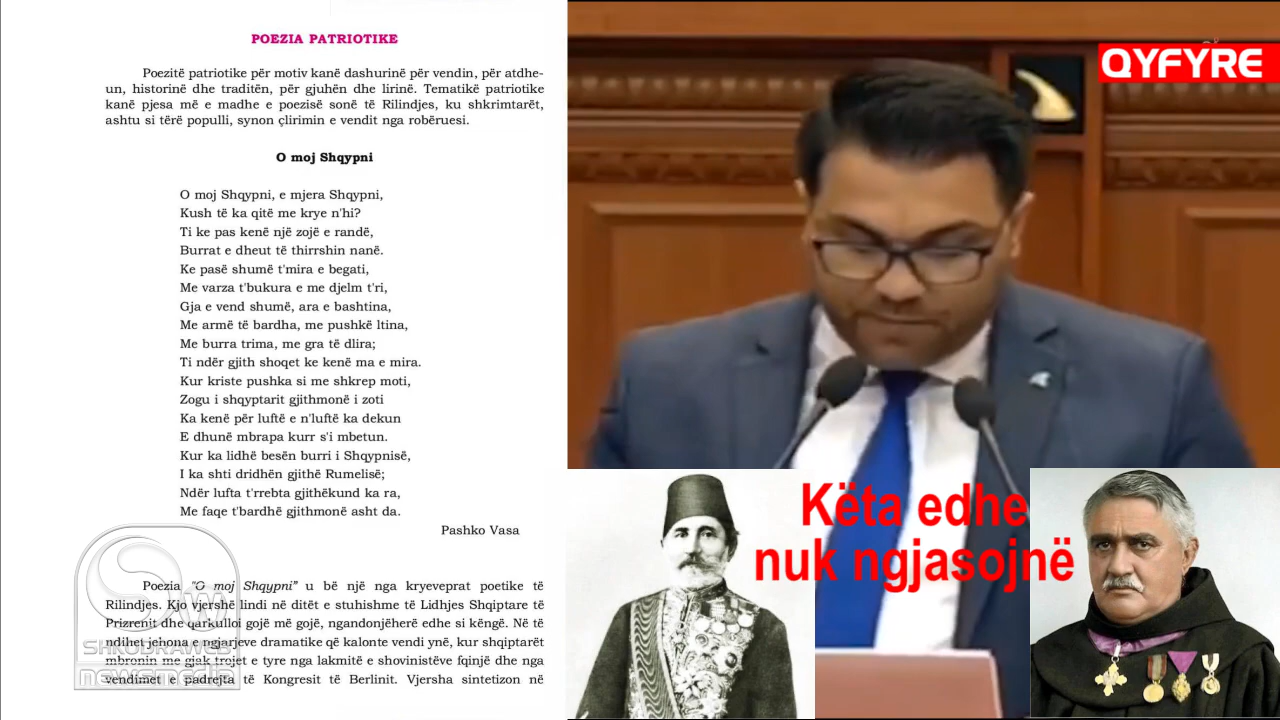 POEZIA PATRIOTIKE
Poezitë patriotike për motiv kanë dashurinë për vendin, për atdhe-
un, historinë dhe traditën, për gjuhën dhe lirinë. Tematikë patriotike
kanë pjesa më e madhe e poezisë sonë të Rilindjes, ku shkrimtarët,
ashtu si tërë populli, synon çlirimin e vendit nga robëruesi.
O moj Shqypni
O moj Shqypni, e mjera Shqypni,
Kush të ka qitë me krye n'hi?
Ti ke pas kenë një zojë e randë,
Burrat e dheut të thirrshin nanë.
Ke pasë shumë t'mira e begati,
Me varza t'bukura e me djelm t'ri,
Gja e vend shumë, ara e bashtina,
Me armë të bardha, me pushkë ltina,
Me burra trima, me gra të dlira;
Ti ndër gjith shoqet ke kenë ma e mira.
Kur kriste pushka si me shkrep moti,
Zogu i shqyptarit gjithmonë i zoti
Ka kenë për luftë e n'luftë ka dekun
E dhunë mbrapa kurr s'i mbetun.
Kur ka lidhë besën burri i Shqypnisë,
I ka shti dridhën gjithë Rumelisë;
Ndër lufta t'rrebta gjithëkund ka ra,
Me faqe t'bardhë gjithmonë asht da.
Pashko Vasa
Poezia "O moj Shqypni" u bë një nga kryeveprat poetike të
Rilindjes. Kjo vjershë lindi në ditët e stuhishme të Lidhjes Shqiptare të
Prizrenit dhe qarkulloi gojë më gojë, ngandonjëherë edhe si këngë. Në të
ndihet jehona e ngjarjeve dramatike që kalonte vendi ynë, kur shqiptarët
mbronin me gjak trojet e tyre nga lakmitë e shovinistëve fqinjë dhe nga
vendimet e padrejta të Kongresit të Berlinit. Vjersha sintetizon në
SHKODRAWEB
newsmedia
QYFYRE
Këta edhe
nuk ngjasojnë